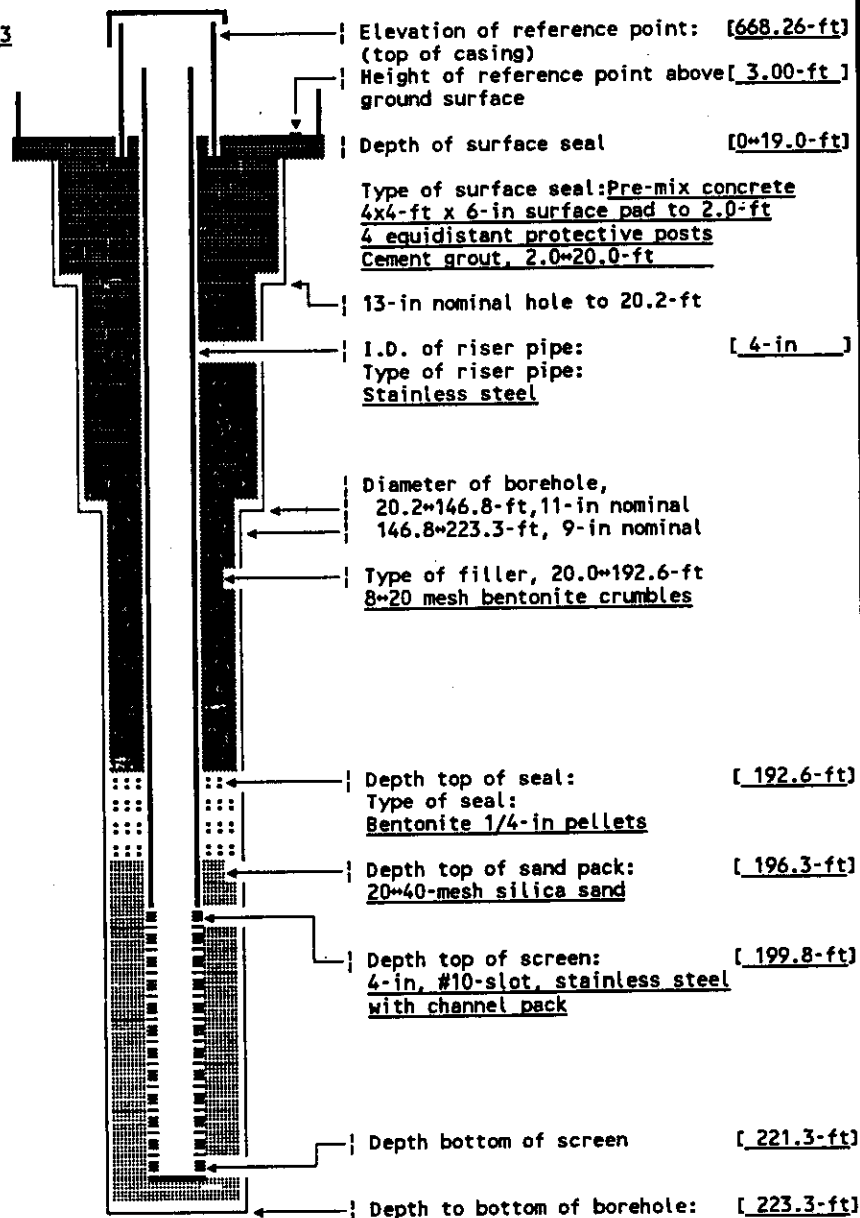 3
Elevation of reference point: [668.26-ft]
(top of casing)
Height of reference point above[ 3.00-ft ]
ground surface
Depth of surface seal [0↔19.0-ft]
Type of surface seal:Pre-mix concrete
4x4-ft x 6-in surface pad to 2.0-ft
4 equidistant protective posts
Cement grout, 2.0↔20.0-ft
13-in nominal hole to 20.2-ft
I.D. of riser pipe: [ 4-in ]
Type of riser pipe:
Stainless steel
Diameter of borehole,
20.2↔146.8-ft,11-in nominal
146.8↔223.3-ft, 9-in nominal
Type of filler, 20.0↔192.6-ft
8↔20 mesh bentonite crumbles
Depth top of seal: [ 192.6-ft]
Type of seal:
Bentonite 1/4-in pellets
Depth top of sand pack: [ 196.3-ft]
20↔40-mesh silica sand
Depth top of screen: [ 199.8-ft]
4-in, #10-slot, stainless steel
with channel pack
Depth bottom of screen [ 221.3-ft]
Depth to bottom of borehole: [ 223.3-ft]